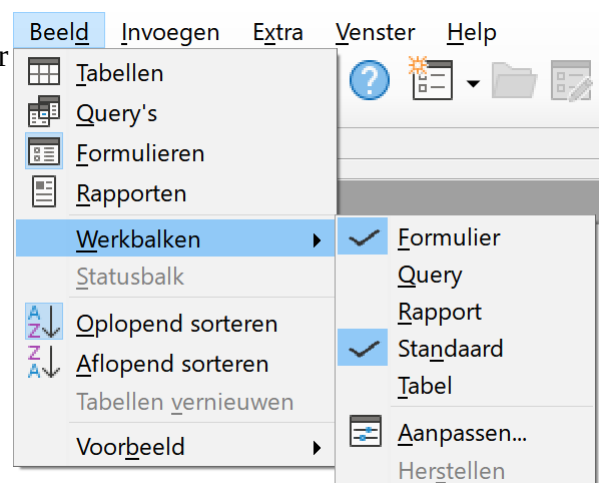 Beeld Invoegen Extra Venster Help
r
Tabellen
Query's
Formulieren
Rapporten
Werkbalken
Statusbalk
Oplopend sorteren
Aflopend sorteren
Tabellen vernieuwen
Voorbeeld
Formulier
Query
Rapport
Standaard
Tabel
Aanpassen...
Herstellen